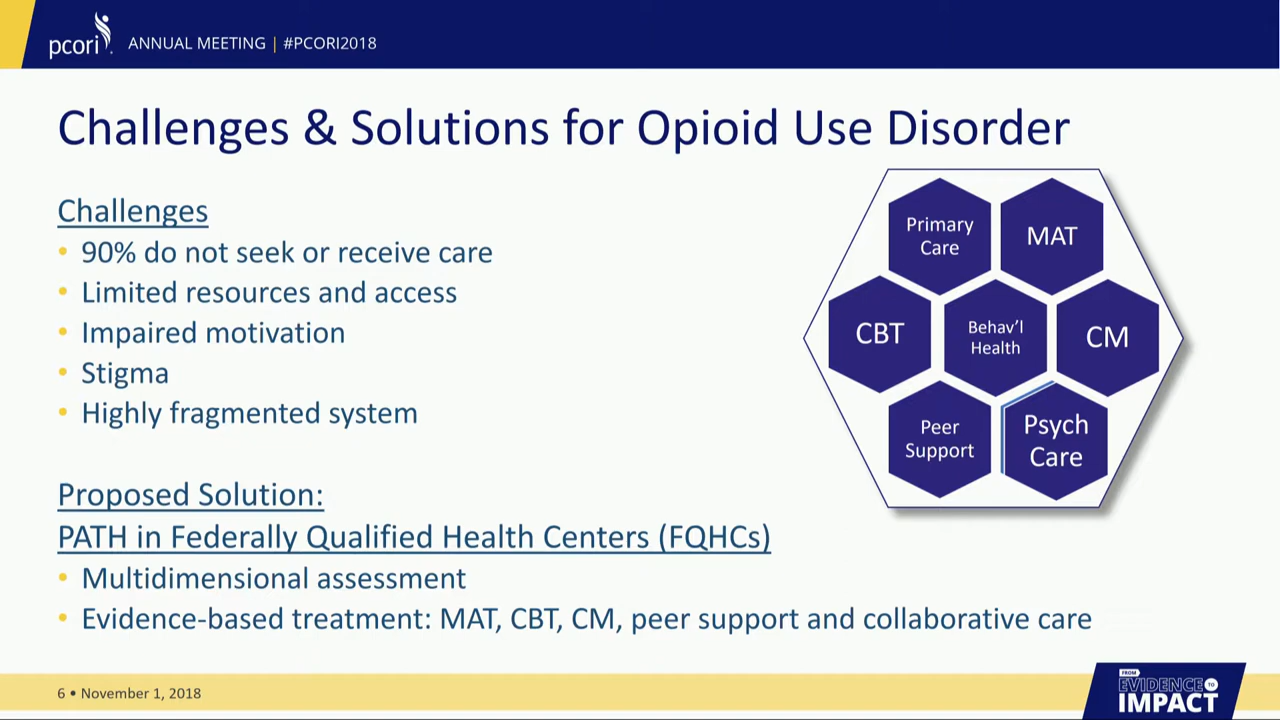 pcori
ANNUAL MEETING | #PCORI2018
Challenges & Solutions for Opioid Use Disorder
Challenges
• 90% do not seek or receive care
• Limited resources and access
• Impaired motivation
• Stigma
• Highly fragmented system
Primary
Care
MAT
CBT
Behav’l
Health
CM
Peer
Support
Psych
Care
Proposed Solution:
PATH in Federally Qualified Health Centers (FQHCs)
• Multidimensional assessment
• Evidence-based treatment: MAT, CBT, CM, peer support and collaborative care
6 • November 1, 2018
FROM
EVIDENCE TO
IMPACT